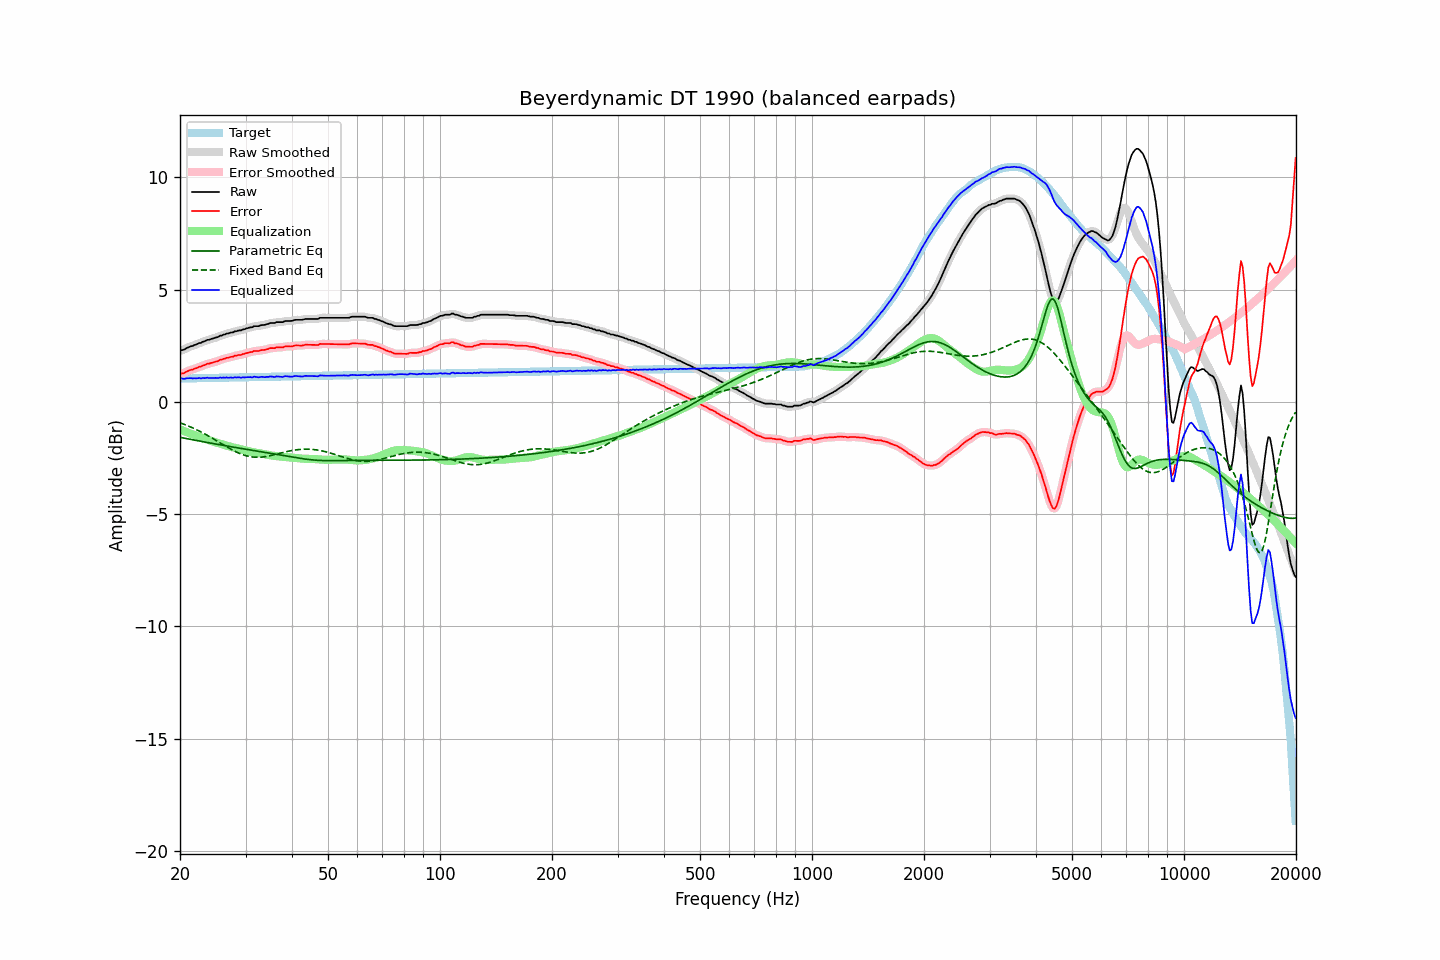 Beyerdynamic DT 1990 (balanced earpads)
Target
Raw Smoothed
Error Smoothed
Raw
Error
Equalization
Parametric Eq
Fixed Band Eq
Equalized
10
5
0
−5
−10
−15
−20
Amplitude (dBr)
20 50 100 200 500 1000 2000 5000 10000 20000
Frequency (Hz)